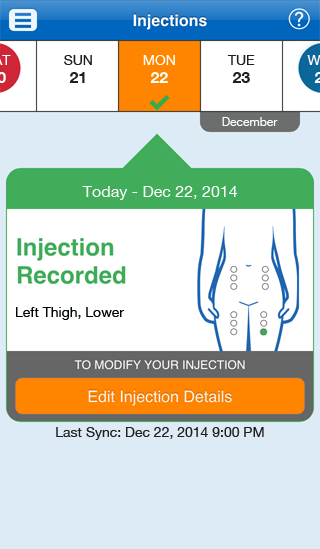 Injections
?
AT SUN MON TUE W
0 21 22 23 2
December
Today - Dec 22, 2014
Injection
Recorded
Left Thigh, Lower
TO MODIFY YOUR INJECTION
Edit Injection Details
Last Sync: Dec 22, 2014 9:00 PM